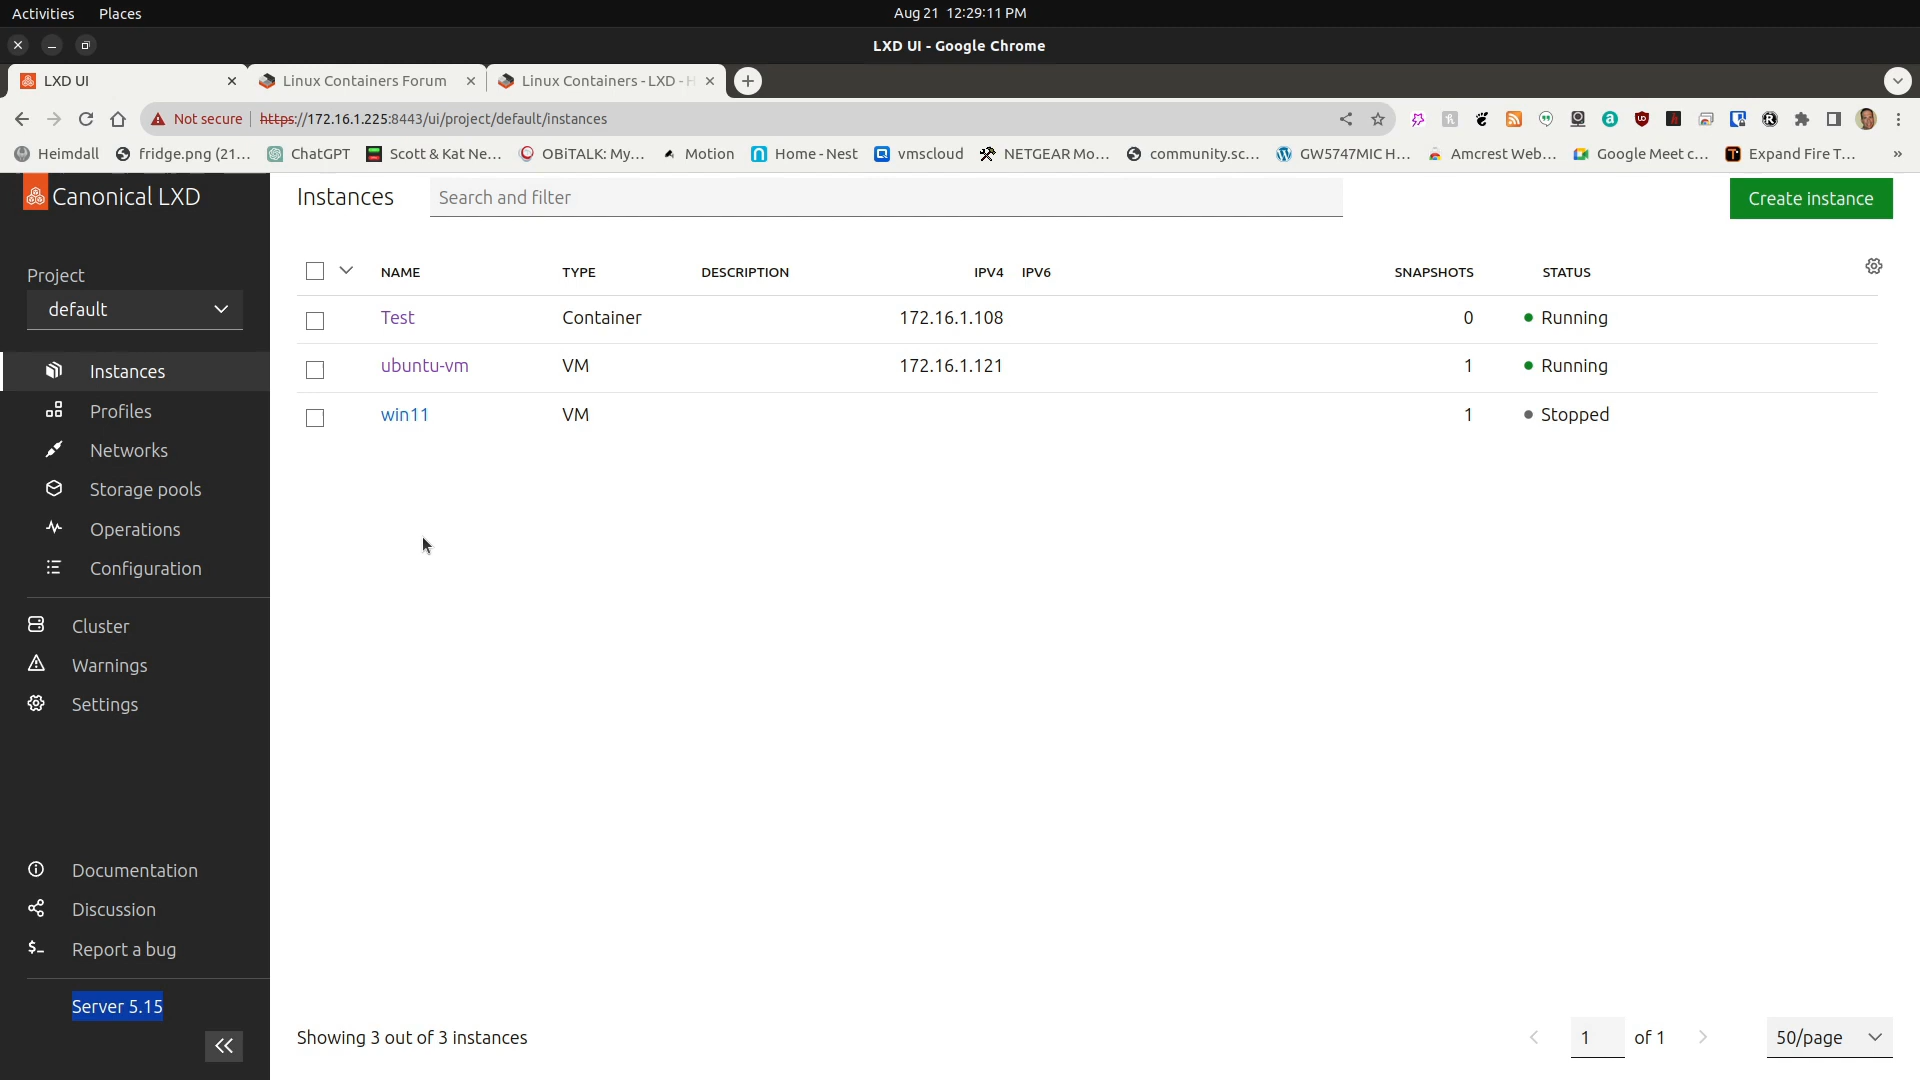 Activities Places Aug 21 12:29:11 PM
LXD UI - Google Chrome
LXD UI Linux Containers Forum Linux Containers - LXD - H
Not secure https://172.16.1.225:8443/ui/project/default/instances
Heimdall fridge.png (21... ChatGPT Scott & Kat Ne... OBiTALK: My... Motion Home - Nest vmscloud NETGEAR Mo... community.sc... GW5747MIC H... Amcrest Web... Google Meet c... Expand Fire T... »
Canonical LXD
Instances Search and filter Create instance
Project
default
NAME TYPE DESCRIPTION IPV4 IPV6 SNAPSHOTS STATUS
Test Container 172.16.1.108 0 Running
ubuntu-vm VM 172.16.1.121 1 Running
win11 VM 1 Stopped
Instances
Profiles
Networks
Storage pools
Operations
Configuration
Cluster
Warnings
Settings
Documentation
Discussion
Report a bug
Server 5.15
Showing 3 out of 3 instances 1 of 1 50/page